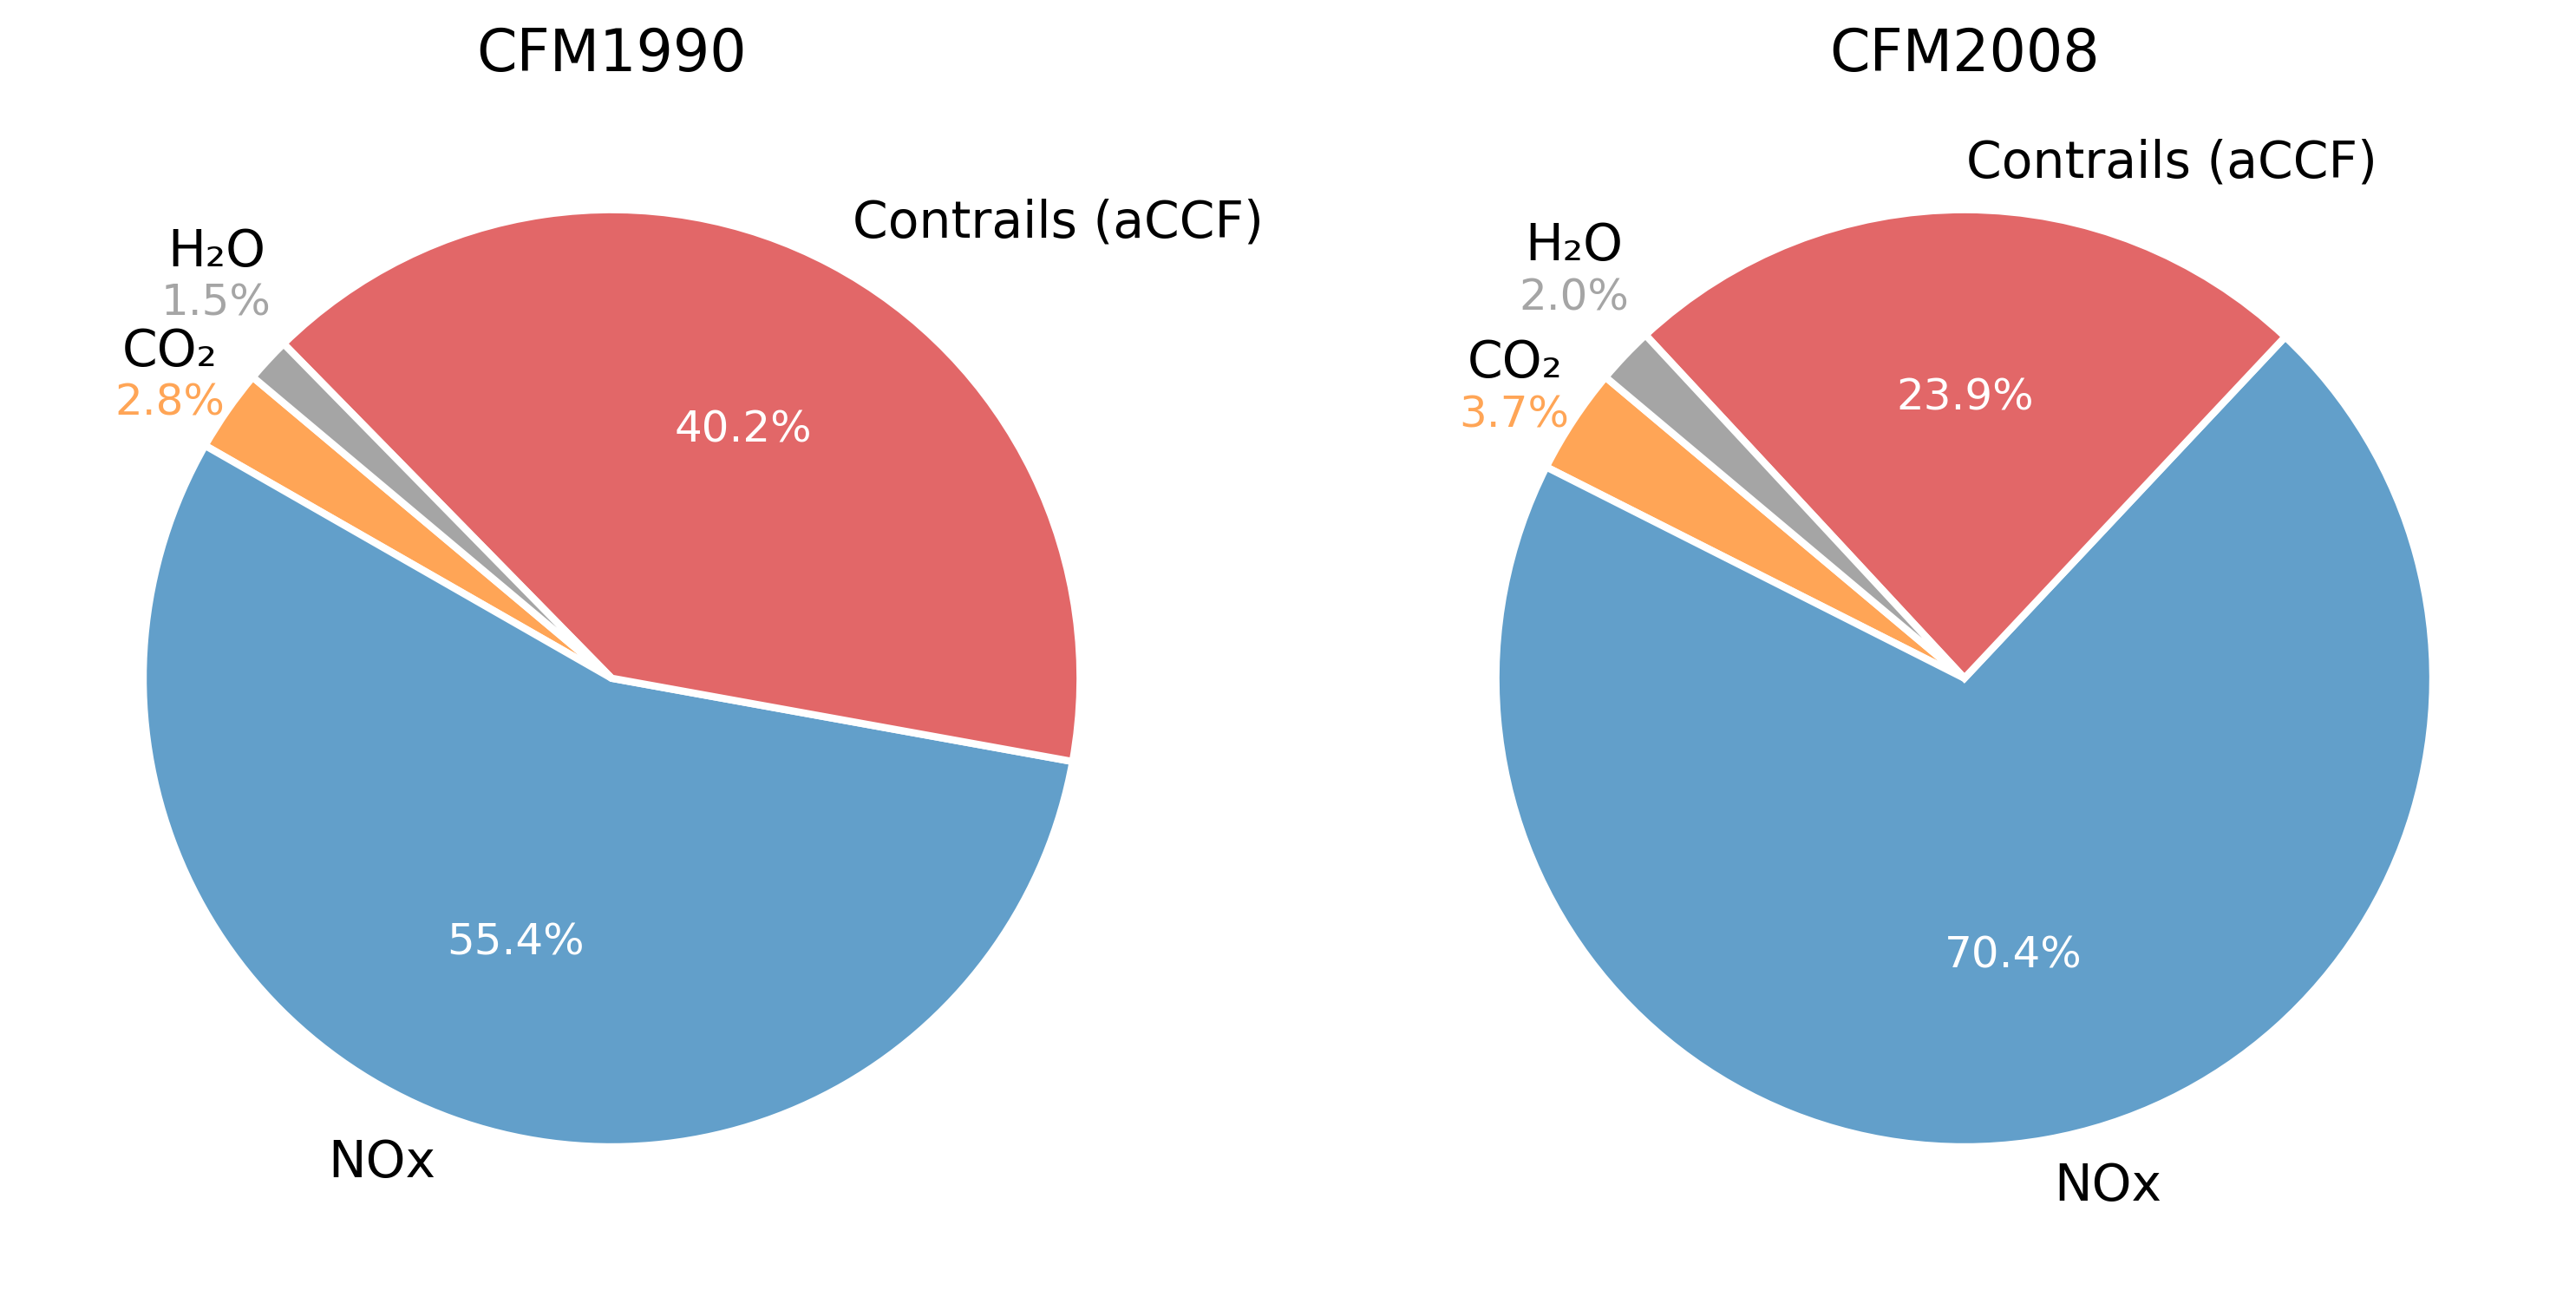 CFM1990
Contrails (aCCF)
H₂O
1.5%
CO₂
2.8%
40.2%
55.4%
NOx
CFM2008
Contrails (aCCF)
H₂O
2.0%
CO₂
3.7%
23.9%
70.4%
NOx